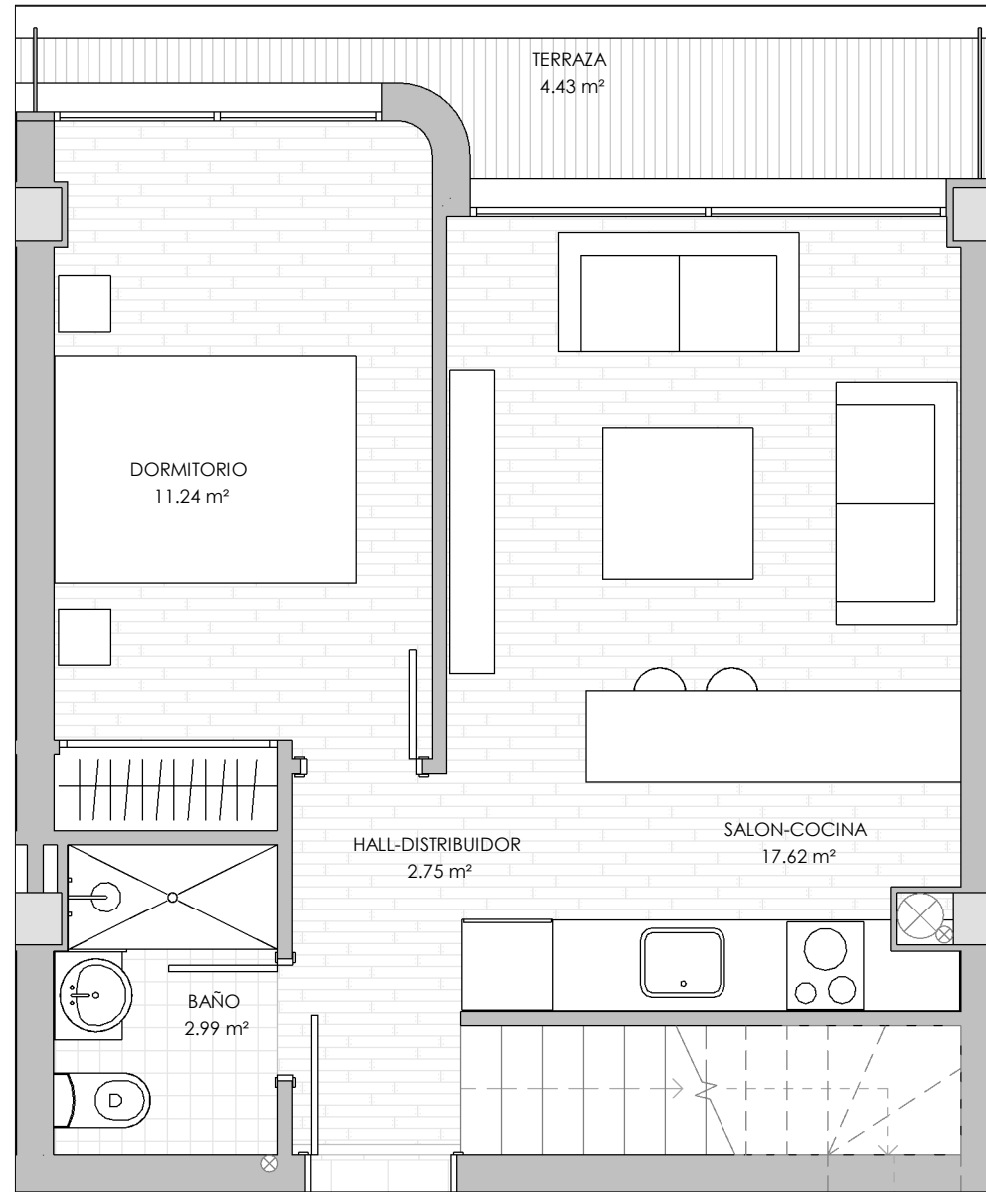 TERRAZA
4.43 m²
DORMITORIO
11.24 m²
HALL-DISTRIBUIDOR
2.75 m²
SALON-COCINA
17.62 m²
BAÑO
2.99 m²